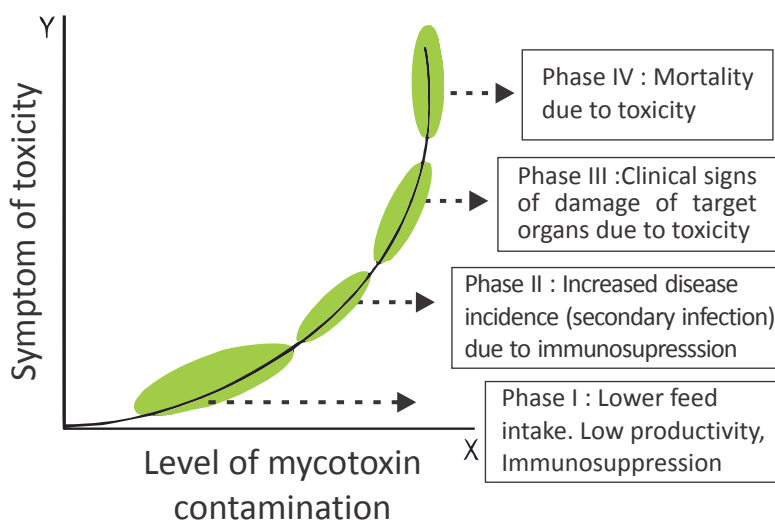 Y
Symptom of toxicity
Phase IV : Mortality
due to toxicity
Phase III :Clinical signs
of damage of target
organs due to toxicity
Phase II : Increased disease
incidence (secondary infection)
due to immunosupresssion
Phase I : Lower feed
intake. Low productivity,
Immunosuppression
X
Level of mycotoxin
contamination